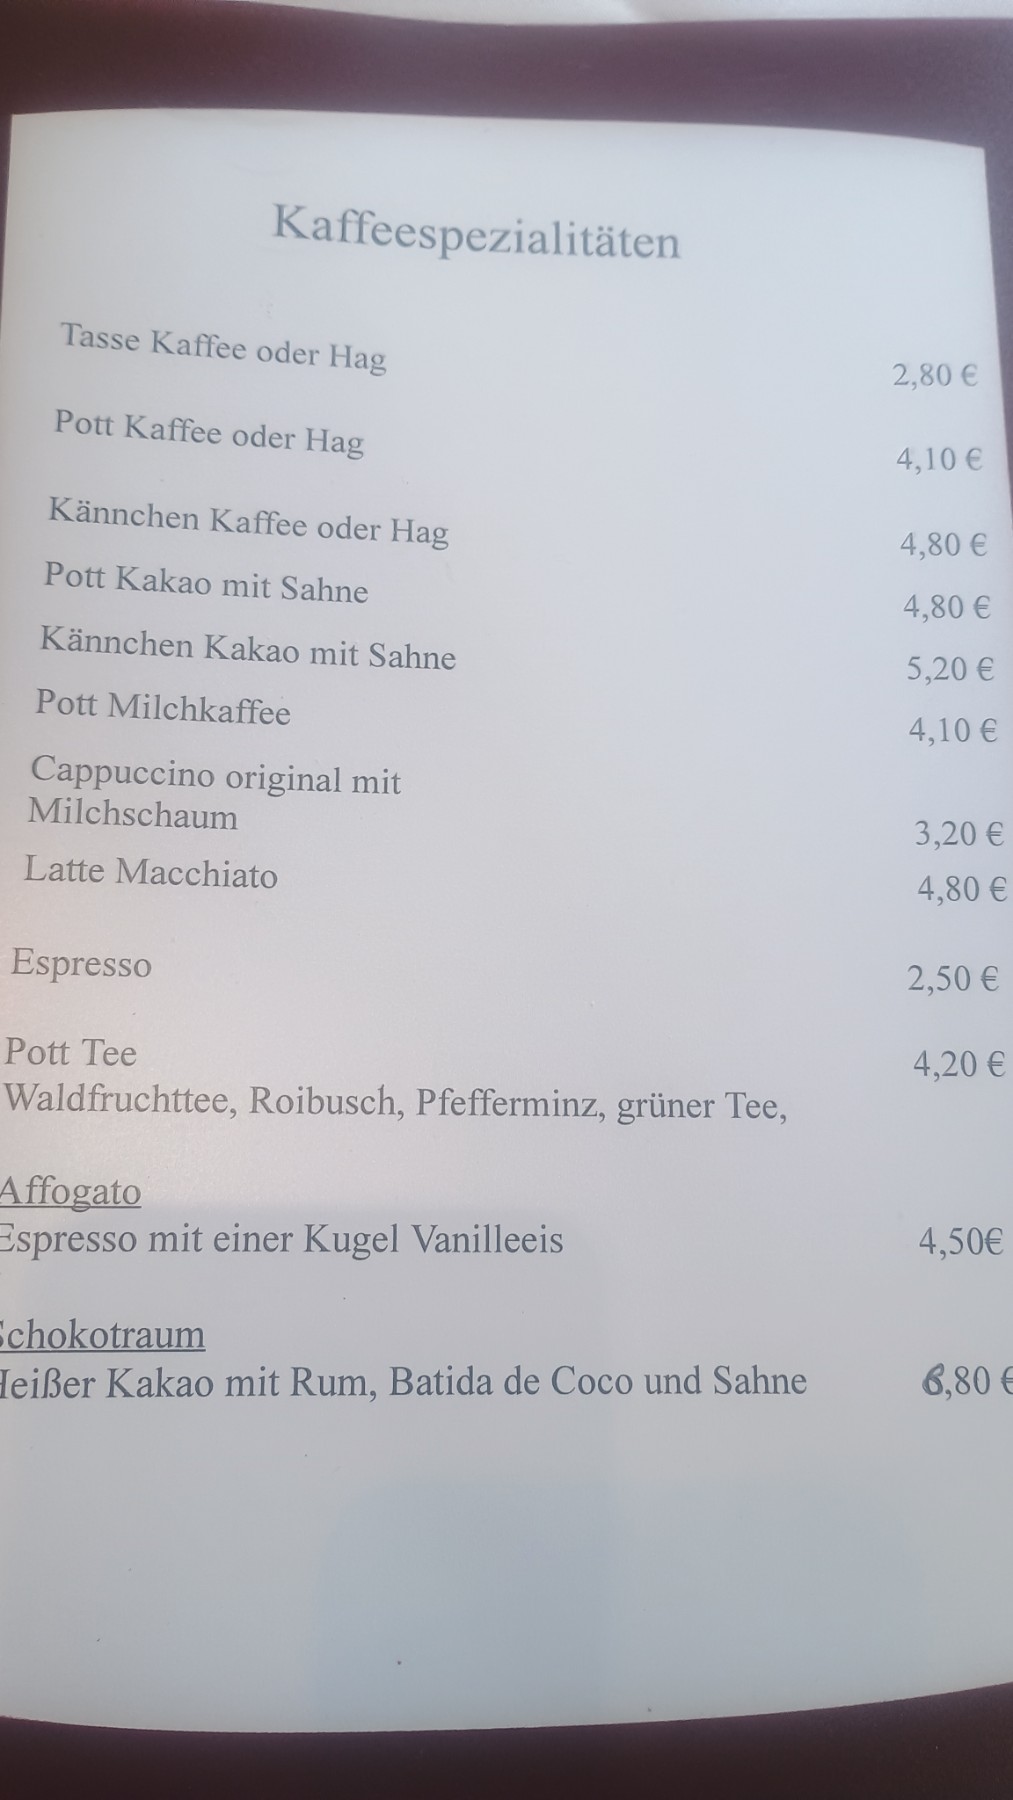 Kaffeespezialitäten
Tasse Kaffee oder Hag 2,80 €
Pott Kaffee oder Hag 4,10 €
Kännchen Kaffee oder Hag 4,80 €
Pott Kakao mit Sahne 4,80 €
Kännchen Kakao mit Sahne 5,20 €
Pott Milchkaffee 4,10 €
Cappuccino original mit
Milchschaum 3,20 €
Latte Macchiato 4,80 €
Espresso 2,50 €
Pott Tee 4,20 €
Waldfruchttee, Roibusch, Pfefferminz, grüner Tee,
Affogato
Espresso mit einer Kugel Vanilleeis 4,50€
Schokotraum
Heißer Kakao mit Rum, Batida de Coco und Sahne 6,80 €